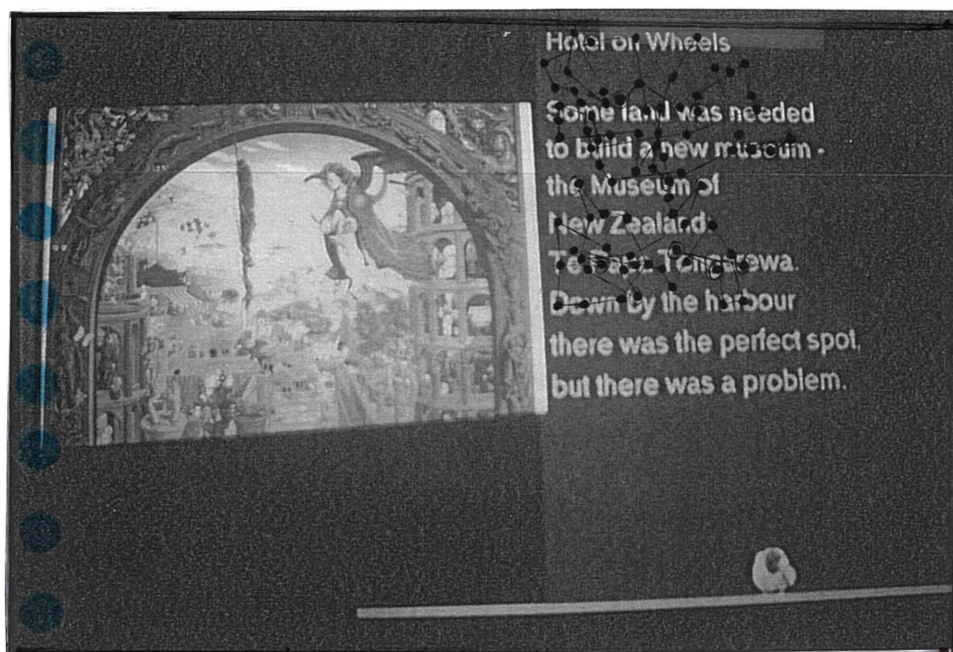 Hotel on Wheels
Some land was needed
to build a new museum -
the Museum of
New Zealand
Te Papa Tongarewa.
Down by the harbour
there was the perfect spot,
but there was a problem.